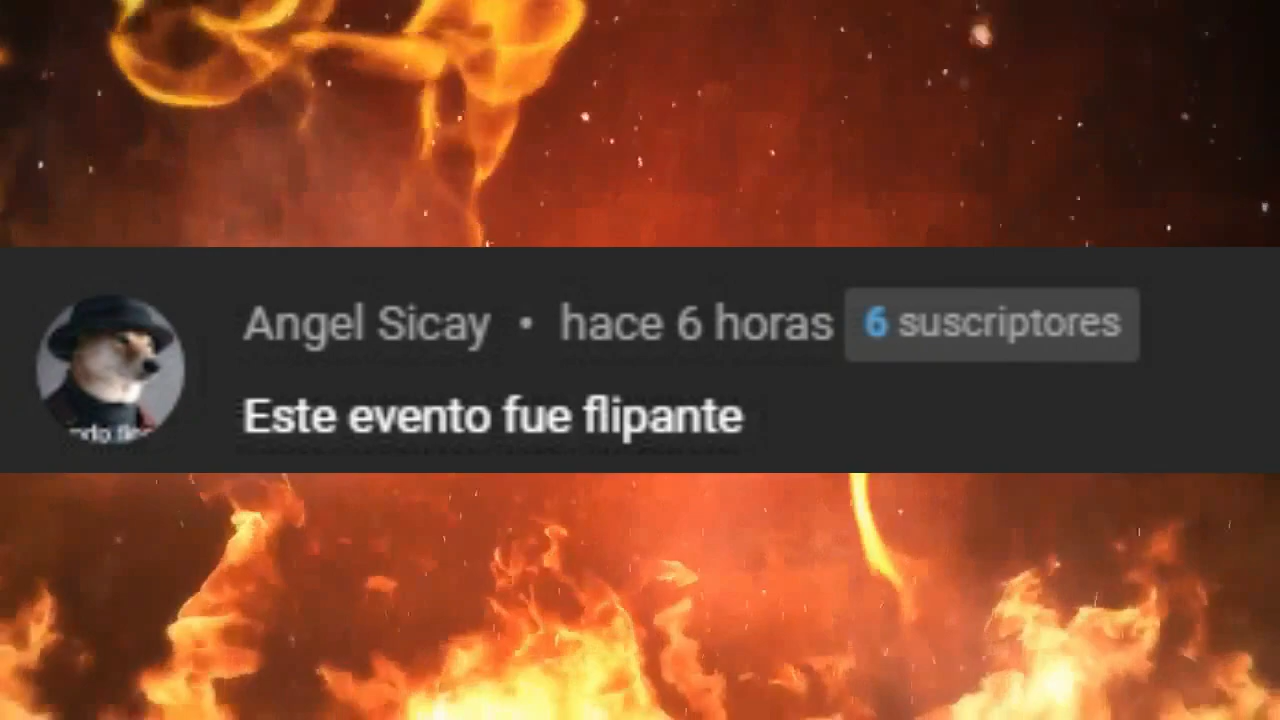 Angel Sicay • hace 6 horas 6 suscriptores
Este evento fue flipante